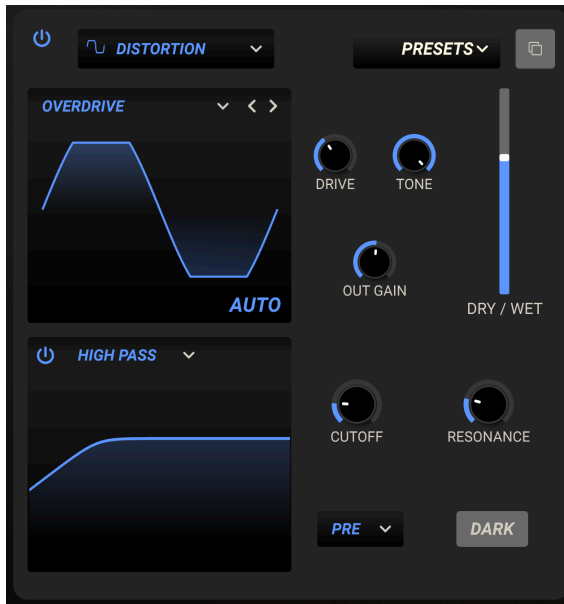 DISTORTION
PRESETS
OVERDRIVE
DRIVE
TONE
OUT GAIN
AUTO
DRY / WET
HIGH PASS
CUTOFF
RESONANCE
PRE
DARK